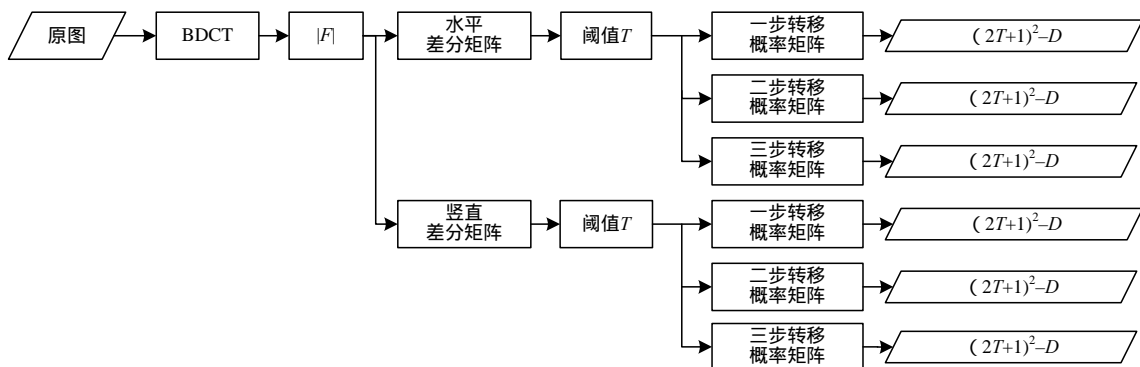 原图
BDCT
|F|
水平
差分矩阵
阈值T
一步转移
概率矩阵
(2T+1)²–D
二步转移
概率矩阵
(2T+1)²–D
三步转移
概率矩阵
(2T+1)²–D
竖直
差分矩阵
阈值T
一步转移
概率矩阵
(2T+1)²–D
二步转移
概率矩阵
(2T+1)²–D
三步转移
概率矩阵
(2T+1)²–D